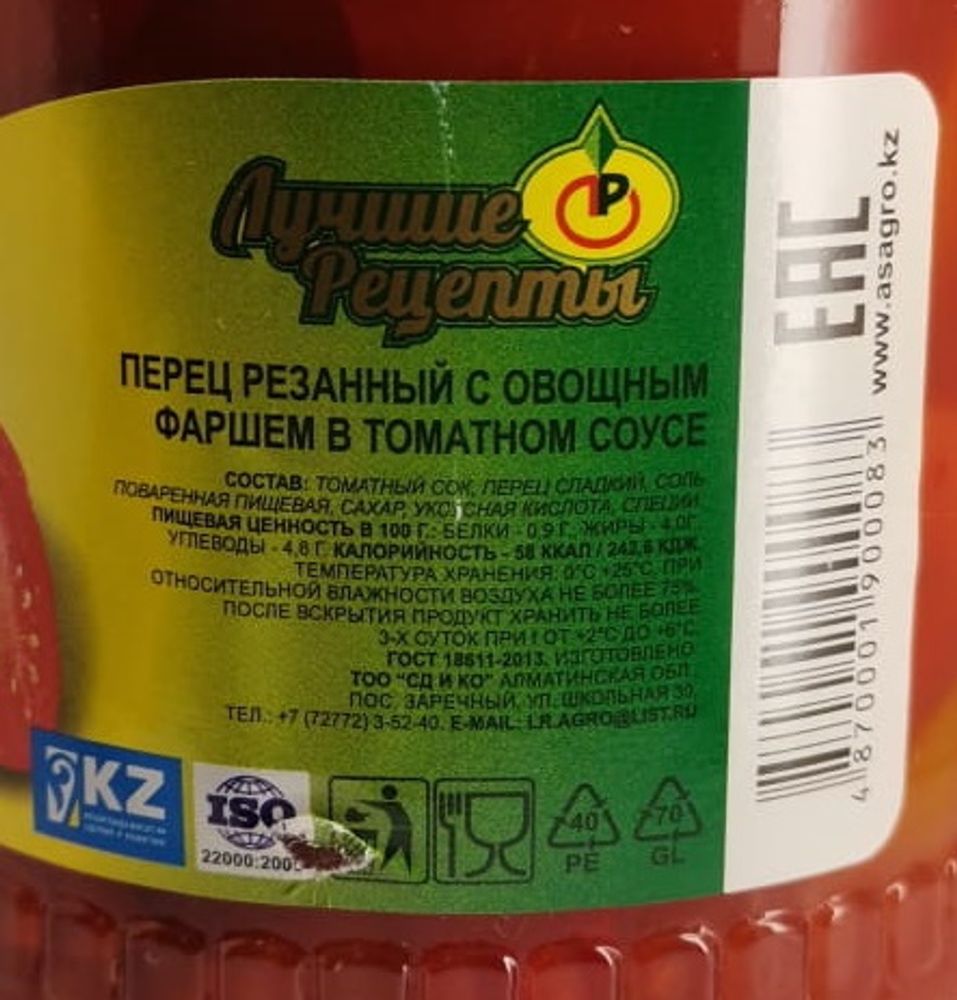 Лучшие
Рецепты
ПЕРЕЦ РЕЗАННЫЙ С ОВОЩНЫМ
ФАРШЕМ В ТОМАТНОМ СОУСЕ
СОСТАВ: ТОМАТНЫЙ СОК, ПЕРЕЦ СЛАДКИЙ, СОЛЬ
ПОВАРЕННАЯ ПИЩЕВАЯ, САХАР, УКСУСНАЯ КИСЛОТА, СПЕЦИИ.
ПИЩЕВАЯ ЦЕННОСТЬ В 100 Г.: БЕЛКИ - 0,9 Г. ЖИРЫ - 4,0Г.
УГЛЕВОДЫ - 4,8 Г. КАЛОРИЙНОСТЬ - 58 ККАЛ / 242,6 КДЖ.
ТЕМПЕРАТУРА ХРАНЕНИЯ: 0°C +25°C, ПРИ
ОТНОСИТЕЛЬНОЙ ВЛАЖНОСТИ ВОЗДУХА НЕ БОЛЕЕ 75%.
ПОСЛЕ ВСКРЫТИЯ ПРОДУКТ ХРАНИТЬ НЕ БОЛЕЕ
3-Х СУТОК ПРИ t ОТ +2°C ДО +6°C.
ГОСТ 18611-2013. ИЗГОТОВЛЕНО
ТОО "СД И КО" АЛМАТИНСКАЯ ОБЛ.
ПОС. ЗАРЕЧНЫЙ, УЛ. ШКОЛЬНАЯ 30,
ТЕЛ.: +7 (72772) 3-52-40. E-MAIL: L.R.AGRO@LIST.RU
KZ
ISO
22000:200
40
PE
70
GL
EAC
www.asagro.kz
4870001900083